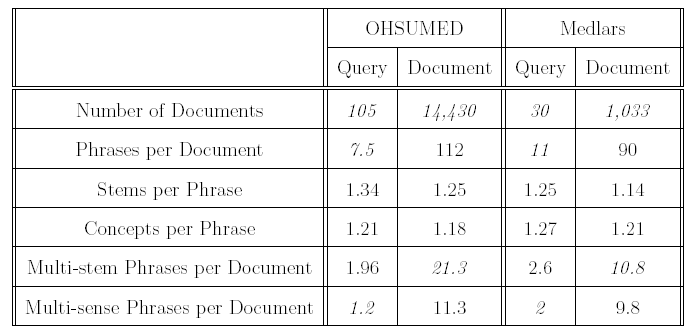 OHSUMED Medlars
Query Document Query Document
Number of Documents 105 14,430 30 1,033
Phrases per Document 7.5 112 11 90
Stems per Phrase 1.34 1.25 1.25 1.14
Concepts per Phrase 1.21 1.18 1.27 1.21
Multi-stem Phrases per Document 1.96 21.3 2.6 10.8
Multi-sense Phrases per Document 1.2 11.3 2 9.8